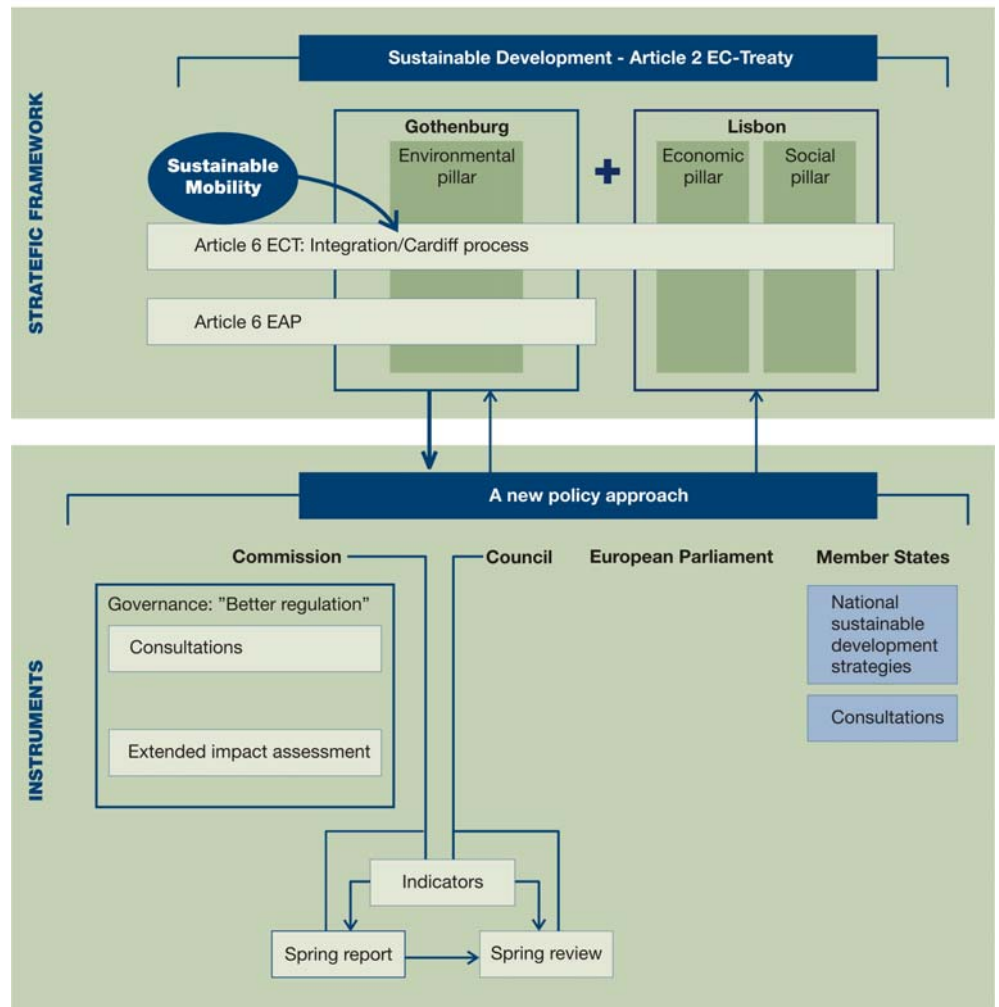 STRATEFIC FRAMEWORK
Sustainable Development - Article 2 EC-Treaty
Gothenburg
Lisbon
Sustainable
Mobility
Environmental
pillar
+
Economic
pillar
Social
pillar
Article 6 ECT: Integration/Cardiff process
Article 6 EAP
INSTRUMENTS
A new policy approach
Commission
Council
European Parliament
Member States
Governance: ”Better regulation”
Consultations
Extended impact assessment
National
sustainable
development
strategies
Consultations
Indicators
Spring report
Spring review